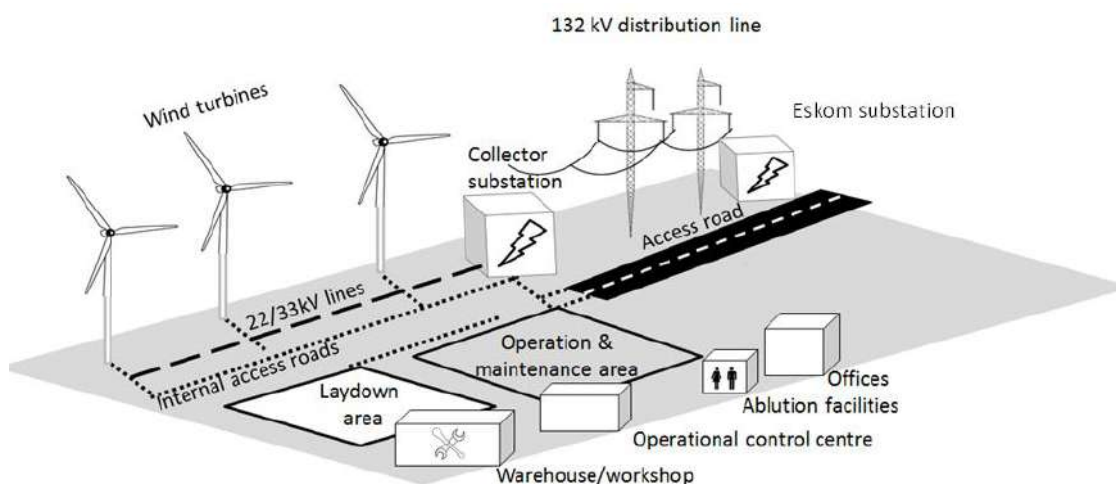 132 kV distribution line
Wind turbines
Eskom substation
Collector
substation
Access road
22/33kV lines
Internal access roads
Operation &
maintenance area
Laydown
area
Offices
Ablution facilities
Operational control centre
Warehouse/workshop